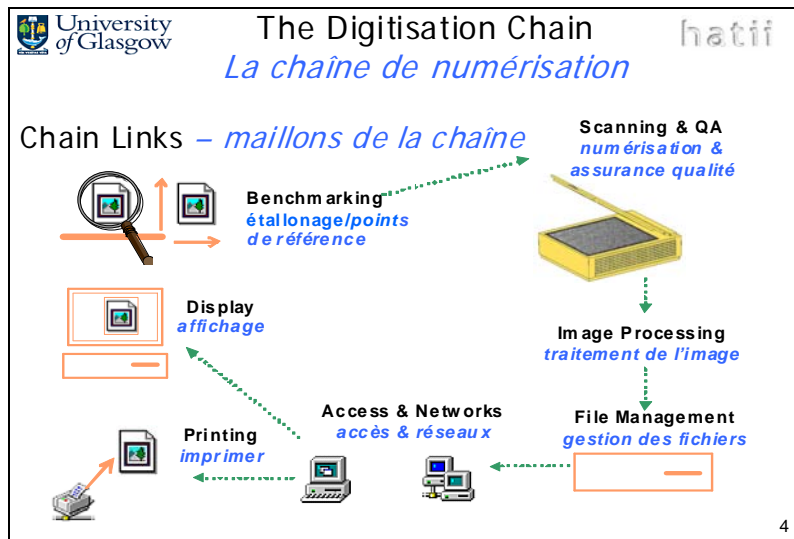 University
of Glasgow
The Digitisation Chain
La chaîne de numérisation
hatii
Chain Links – maillons de la chaîne
Benchmarking
étallonage/points
de référence
Scanning & QA
numérisation &
assurance qualité
Image Processing
traitement de l'image
File Management
gestion des fichiers
Access & Networks
accès & réseaux
Display
affichage
Printing
imprimer
4